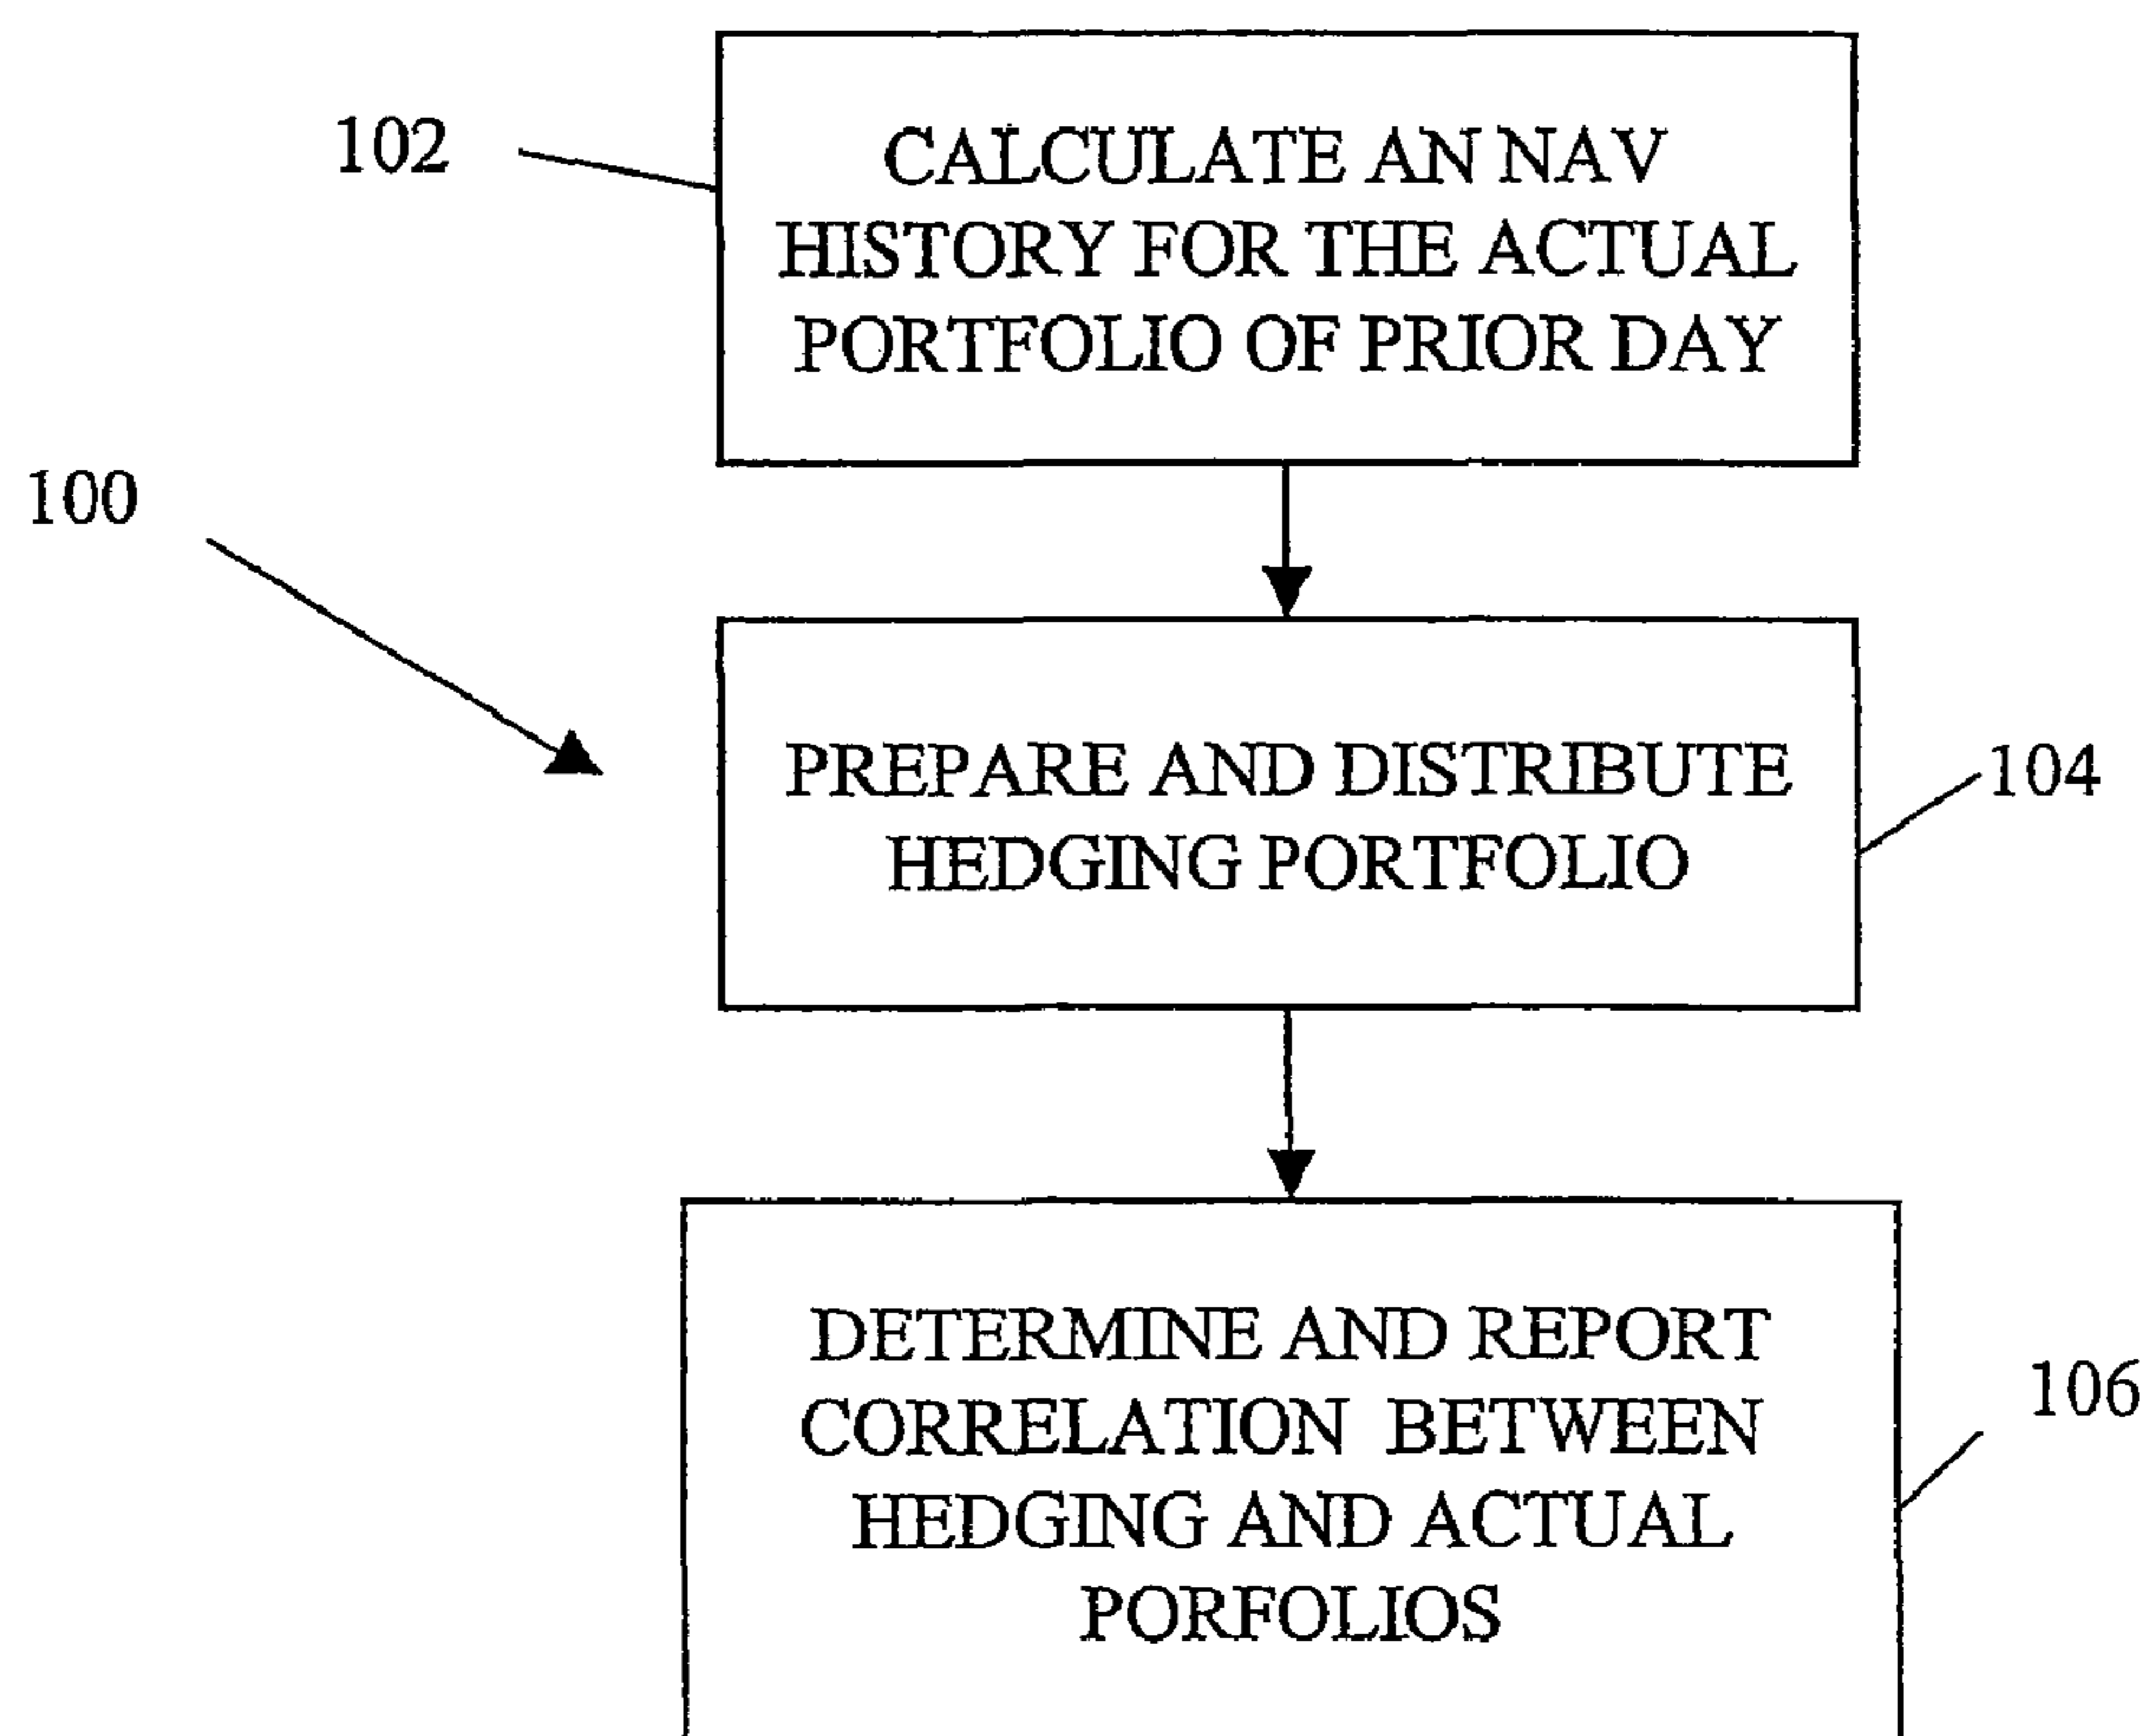 102
CALCULATE AN NAV
HISTORY FOR THE ACTUAL
PORTFOLIO OF PRIOR DAY
100
PREPARE AND DISTRIBUTE
HEDGING PORTFOLIO
104
DETERMINE AND REPORT
CORRELATION BETWEEN
HEDGING AND ACTUAL
PORFOLIOS
106